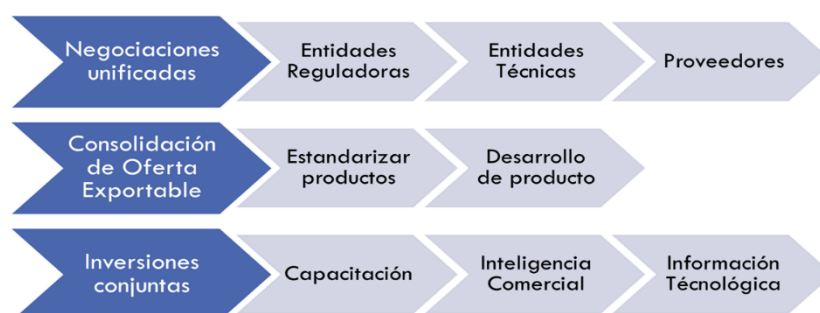 Negociaciones
unificadas
Entidades
Reguladoras
Entidades
Técnicas
Proveedores
Consolidación
de Oferta
Exportable
Estandarizar
productos
Desarrollo
de producto
Inversiones
conjuntas
Capacitación
Inteligencia
Comercial
Información
Técnológica